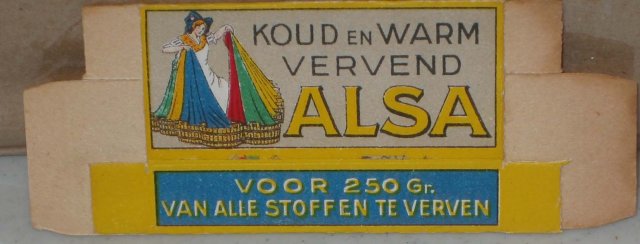 KOUD EN WARM
VERVEND
ALSA
VOOR 250 Gr.
VAN ALLE STOFFEN TE VERVEN